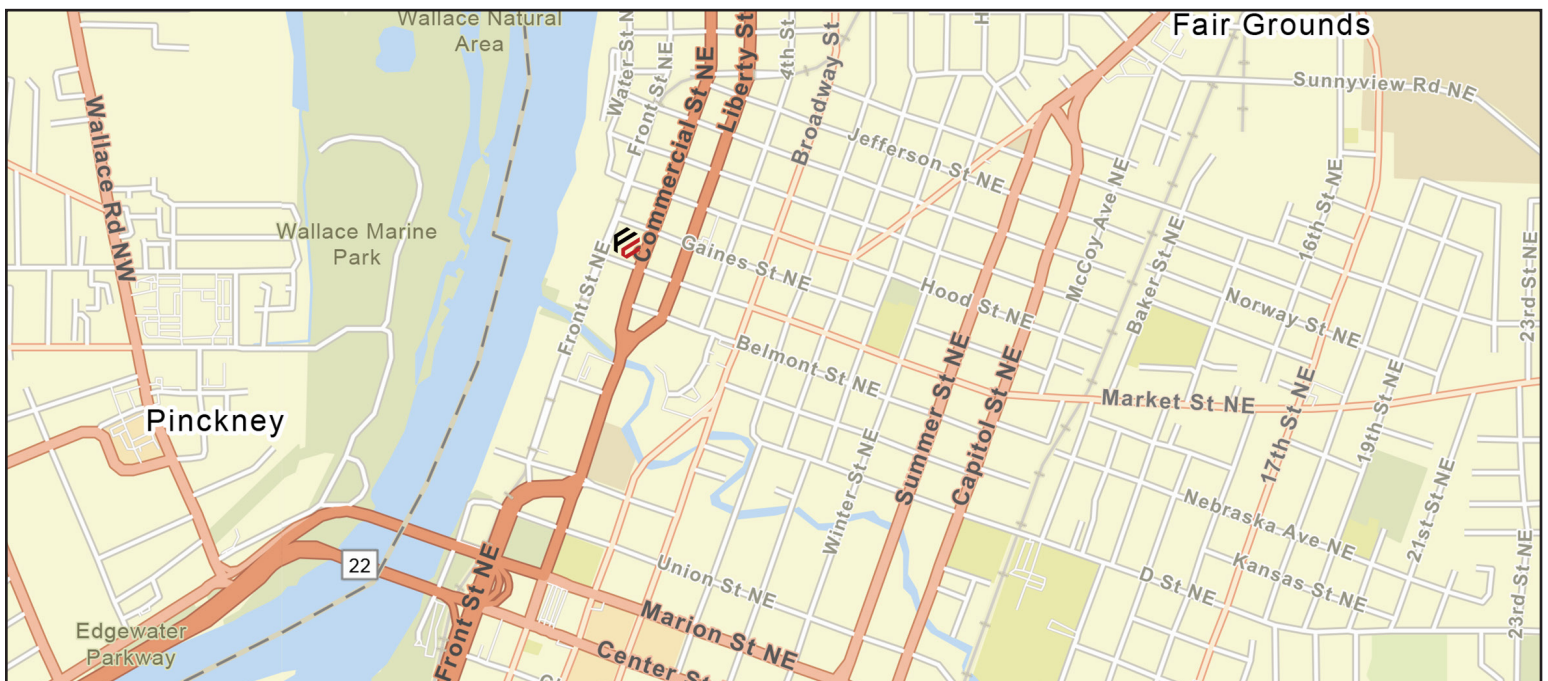 Wallace Natural
Area
Water St N
Front St NE
Commercial St NE
Liberty St
4th St
Broadway St
H
Fair Grounds
Sunnyview Rd NE
Wallace Rd NW
Jefferson St NE
McCoy Ave NE
Baker St NE
16th St NE
Wallace Marine
Park
Front St NE
Gaines St NE
Hood St NE
Norway St NE
23rd St NE
Belmont St NE
Summer St NE
Capitol St NE
Market St NE
17th St NE
19th St NE
Pinckney
Winter St NE
Nebraska Ave NE
21st St NE
22
Front St NE
Union St NE
D St NE
Kansas St NE
23rd St NE
Marion St NE
Edgewater
Parkway
Center St